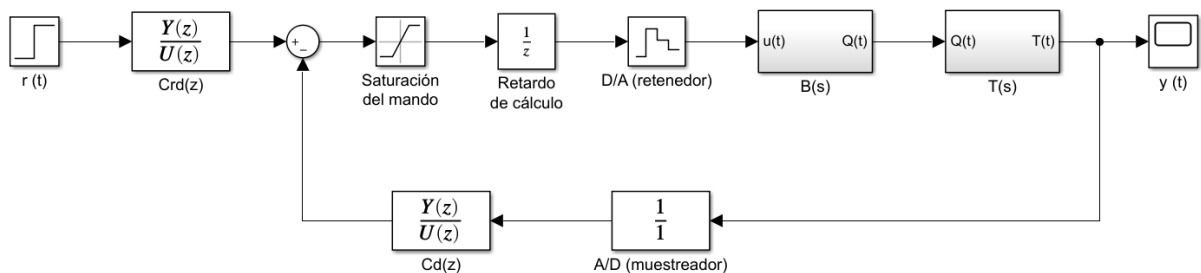 Y(z)
U(z)
+
−
1
z
u(t) Q(t)
Q(t) T(t)
r (t)
Crd(z)
Saturación
del mando
Retardo
de cálculo
D/A (retenedor)
B(s)
T(s)
y (t)
Y(z)
U(z)
1
1
Cd(z)
A/D (muestreador)